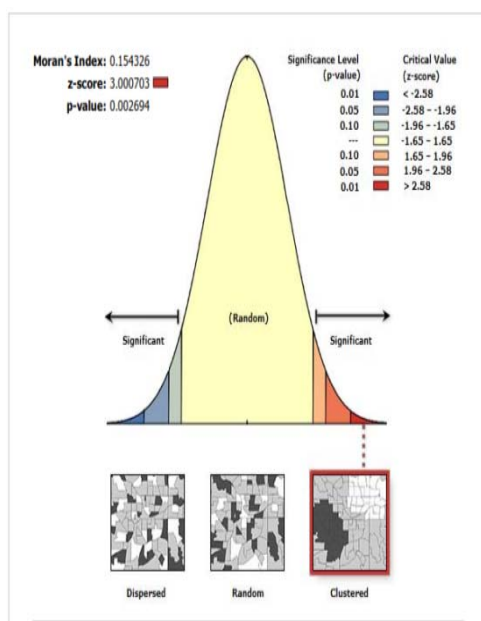 Moran's Index: 0.154326
z-score: 3.000703
p-value: 0.002694
Significance Level
(p-value)
Critical Value
(z-score)
0.01 < -2.58
0.05 -2.58 – -1.96
0.10 -1.96 – -1.65
--- -1.65 – 1.65
0.10 1.65 – 1.96
0.05 1.96 – 2.58
0.01 > 2.58
Significant
(Random)
Significant
Dispersed
Random
Clustered